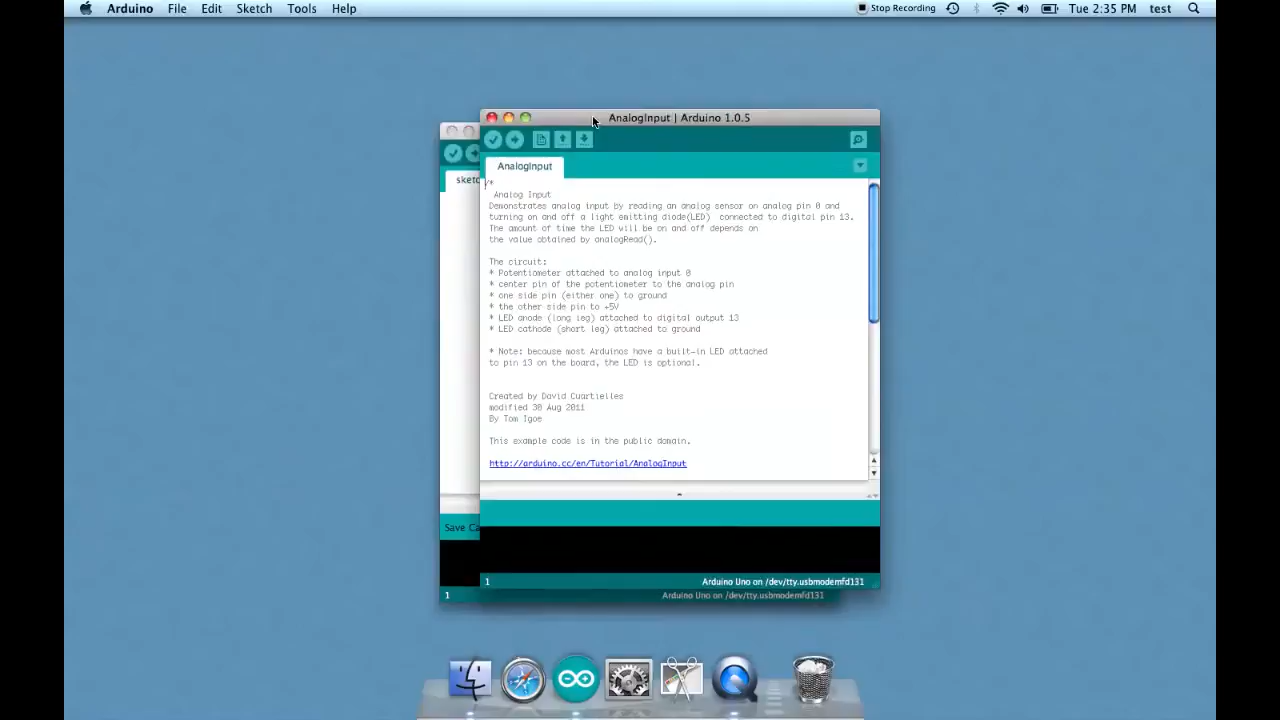 Arduino File Edit Sketch Tools Help Stop Recording Tue 2:35 PM test
AnalogInput | Arduino 1.0.5
AnalogInput
/*
Analog Input
Demonstrates analog input by reading an analog sensor on analog pin 0 and
turning on and off a light emitting diode(LED)  connected to digital pin 13.
The amount of time the LED will be on and off depends on
the value obtained by analogRead().
The circuit:
* Potentiometer attached to analog input 0
* center pin of the potentiometer to the analog pin
* one side pin (either one) to ground
* the other side pin to +5V
* LED anode (long leg) attached to digital output 13
* LED cathode (short leg) attached to ground
* Note: because most Arduinos have a built-in LED attached
to pin 13 on the board, the LED is optional.
Created by David Cuartielles
modified 30 Aug 2011
By Tom Igoe
This example code is in the public domain.
http://arduino.cc/en/Tutorial/AnalogInput
1 Arduino Uno on /dev/tty.usbmodemfd131
sketc
Save Ca
1 Arduino Uno on /dev/tty.usbmodemfd131